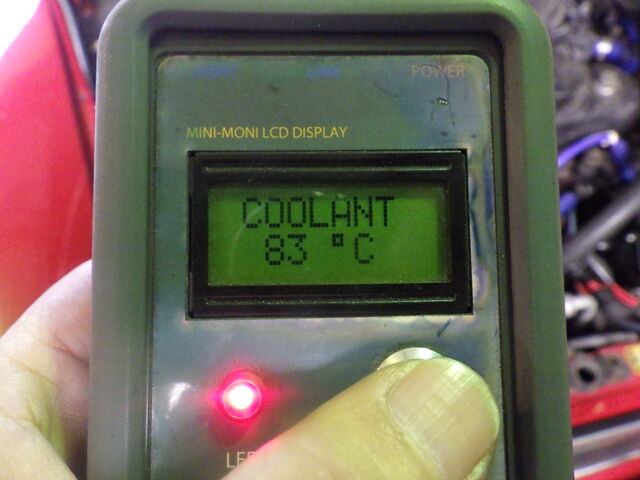 POWER
MINI-MONI LCD DISPLAY
COOLANT
83 °C